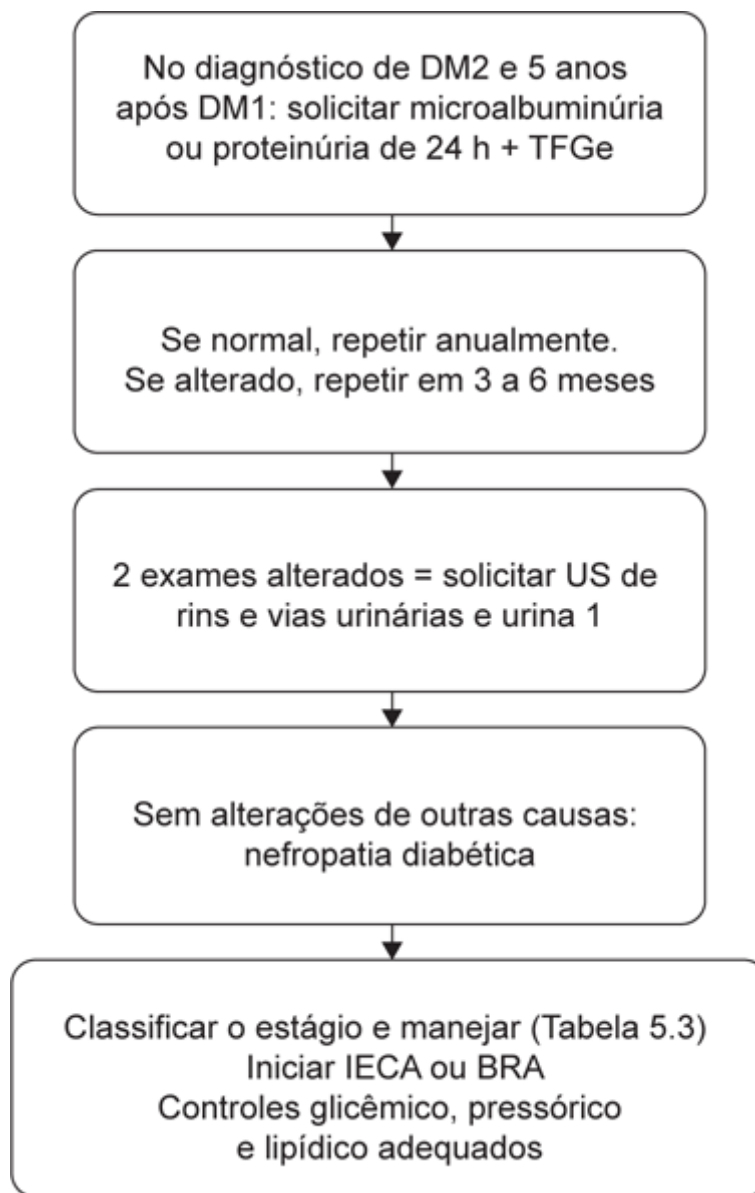 No diagnóstico de DM2 e 5 anos
após DM1: solicitar microalbuminúria
ou proteinúria de 24 h + TFGe
Se normal, repetir anualmente.
Se alterado, repetir em 3 a 6 meses
2 exames alterados = solicitar US de
rins e vias urinárias e urina 1
Sem alterações de outras causas:
nefropatia diabética
Classificar o estágio e manejar (Tabela 5.3)
Iniciar IECA ou BRA
Controles glicêmico, pressórico
e lipídico adequados